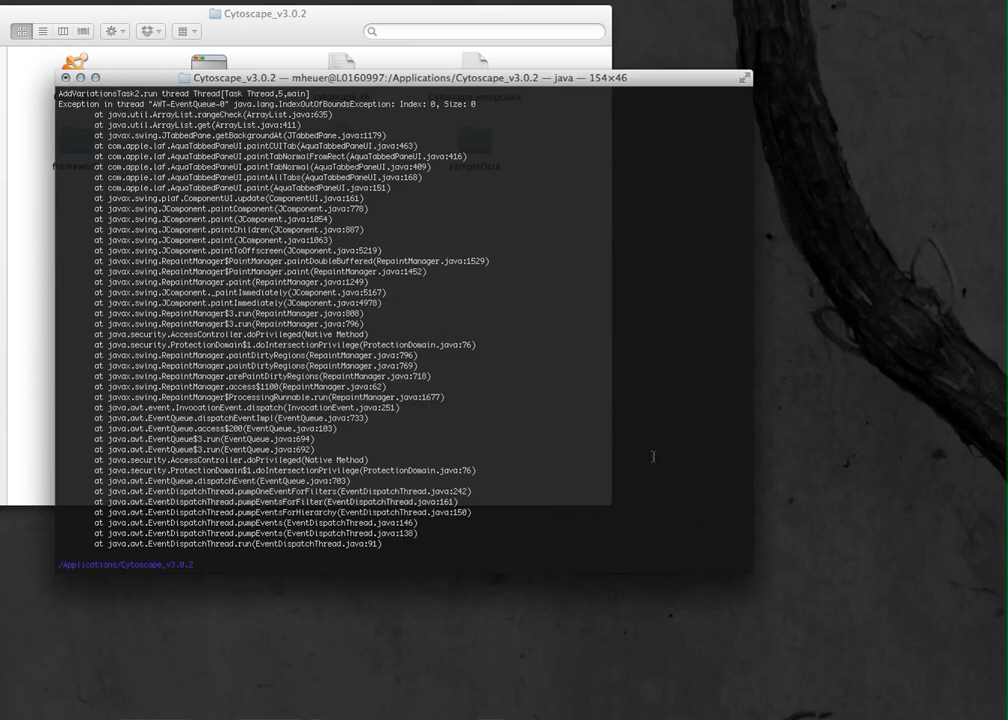 Cytoscape_v3.0.2
Cytoscape_v3.0.2 — mheuer@L0160997:/Applications/Cytoscape_v3.0.2 — java — 154×46
AddVariationsTask2.run thread Thread[Task Thread,5,main]
Exception in thread "AWT-EventQueue-0" java.lang.IndexOutOfBoundsException: Index: 0, Size: 0
at java.util.ArrayList.rangeCheck(ArrayList.java:635)
at java.util.ArrayList.get(ArrayList.java:411)
at javax.swing.JTabbedPane.getBackgroundAt(JTabbedPane.java:1179)
at com.apple.laf.AquaTabbedPaneUI.paintCUITab(AquaTabbedPaneUI.java:463)
at com.apple.laf.AquaTabbedPaneUI.paintTabNormalFromRect(AquaTabbedPaneUI.java:416)
at com.apple.laf.AquaTabbedPaneUI.paintTabNormal(AquaTabbedPaneUI.java:409)
at com.apple.laf.AquaTabbedPaneUI.paintAllTabs(AquaTabbedPaneUI.java:168)
at com.apple.laf.AquaTabbedPaneUI.paint(AquaTabbedPaneUI.java:151)
at javax.swing.plaf.ComponentUI.update(ComponentUI.java:161)
at javax.swing.JComponent.paintComponent(JComponent.java:778)
at javax.swing.JComponent.paint(JComponent.java:1054)
at javax.swing.JComponent.paintChildren(JComponent.java:887)
at javax.swing.JComponent.paint(JComponent.java:1063)
at javax.swing.JComponent.paintToOffscreen(JComponent.java:5219)
at javax.swing.RepaintManager$PaintManager.paintDoubleBuffered(RepaintManager.java:1529)
at javax.swing.RepaintManager$PaintManager.paint(RepaintManager.java:1452)
at javax.swing.RepaintManager.paint(RepaintManager.java:1249)
at javax.swing.JComponent._paintImmediately(JComponent.java:5167)
at javax.swing.JComponent.paintImmediately(JComponent.java:4978)
at javax.swing.RepaintManager$3.run(RepaintManager.java:808)
at javax.swing.RepaintManager$3.run(RepaintManager.java:796)
at java.security.AccessController.doPrivileged(Native Method)
at java.security.ProtectionDomain$1.doIntersectionPrivilege(ProtectionDomain.java:76)
at javax.swing.RepaintManager.paintDirtyRegions(RepaintManager.java:796)
at javax.swing.RepaintManager.paintDirtyRegions(RepaintManager.java:769)
at javax.swing.RepaintManager.prePaintDirtyRegions(RepaintManager.java:718)
at javax.swing.RepaintManager.access$1100(RepaintManager.java:62)
at javax.swing.RepaintManager$ProcessingRunnable.run(RepaintManager.java:1677)
at java.awt.event.InvocationEvent.dispatch(InvocationEvent.java:251)
at java.awt.EventQueue.dispatchEventImpl(EventQueue.java:733)
at java.awt.EventQueue.access$200(EventQueue.java:103)
at java.awt.EventQueue$3.run(EventQueue.java:694)
at java.awt.EventQueue$3.run(EventQueue.java:692)
at java.security.AccessController.doPrivileged(Native Method)
at java.security.ProtectionDomain$1.doIntersectionPrivilege(ProtectionDomain.java:76)
at java.awt.EventQueue.dispatchEvent(EventQueue.java:703)
at java.awt.EventDispatchThread.pumpOneEventForFilters(EventDispatchThread.java:242)
at java.awt.EventDispatchThread.pumpEventsForFilter(EventDispatchThread.java:161)
at java.awt.EventDispatchThread.pumpEventsForHierarchy(EventDispatchThread.java:150)
at java.awt.EventDispatchThread.pumpEvents(EventDispatchThread.java:146)
at java.awt.EventDispatchThread.pumpEvents(EventDispatchThread.java:138)
at java.awt.EventDispatchThread.run(EventDispatchThread.java:91)
/Applications/Cytoscape_v3.0.2
Cytoscape.vmoptions
sampleData